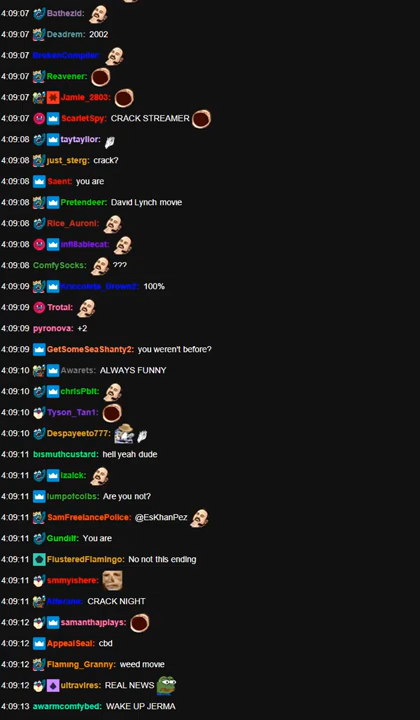 4:09:07 Bathezid:
4:09:07 Deadrem: 2002
4:09:07 BrokenCompiler:
4:09:07 Reavener:
4:09:07 Jamie_2803:
4:09:07 ScarletSpy: CRACK STREAMER
4:09:08 taytaylior:
4:09:08 just_sterg: crack?
4:09:08 Saent: you are
4:09:08 Pretendeer: David Lynch movie
4:09:08 Rice_Auroni:
4:09:08 infi8ablecat:
4:09:08 ComfySocks: ???
4:09:09 100%
4:09:09 Trotal:
4:09:09 pyronova: +2
4:09:09 GetSomeSeaShanty2: you weren't before?
4:09:10 Awarets: ALWAYS FUNNY
4:09:10 chrisPbit:
4:09:10 Tyson_Tan1:
4:09:10 Despayeeto777:
4:09:11 bismuthcustard: hell yeah dude
4:09:11 Izalck:
4:09:11 lumpofcolbs: Are you not?
4:09:11 SamFreelancePolice: @EsKhanPez
4:09:11 Gundilf: You are
4:09:11 FlusteredFlamingo: No not this ending
4:09:11 smmyishere:
4:09:11 CRACK NIGHT
4:09:12 samanthajplays:
4:09:12 AppealSeal: cbd
4:09:12 Flaming_Granny: weed movie
4:09:12 ultravires: REAL NEWS
4:09:13 awarmcomfybed: WAKE UP JERMA